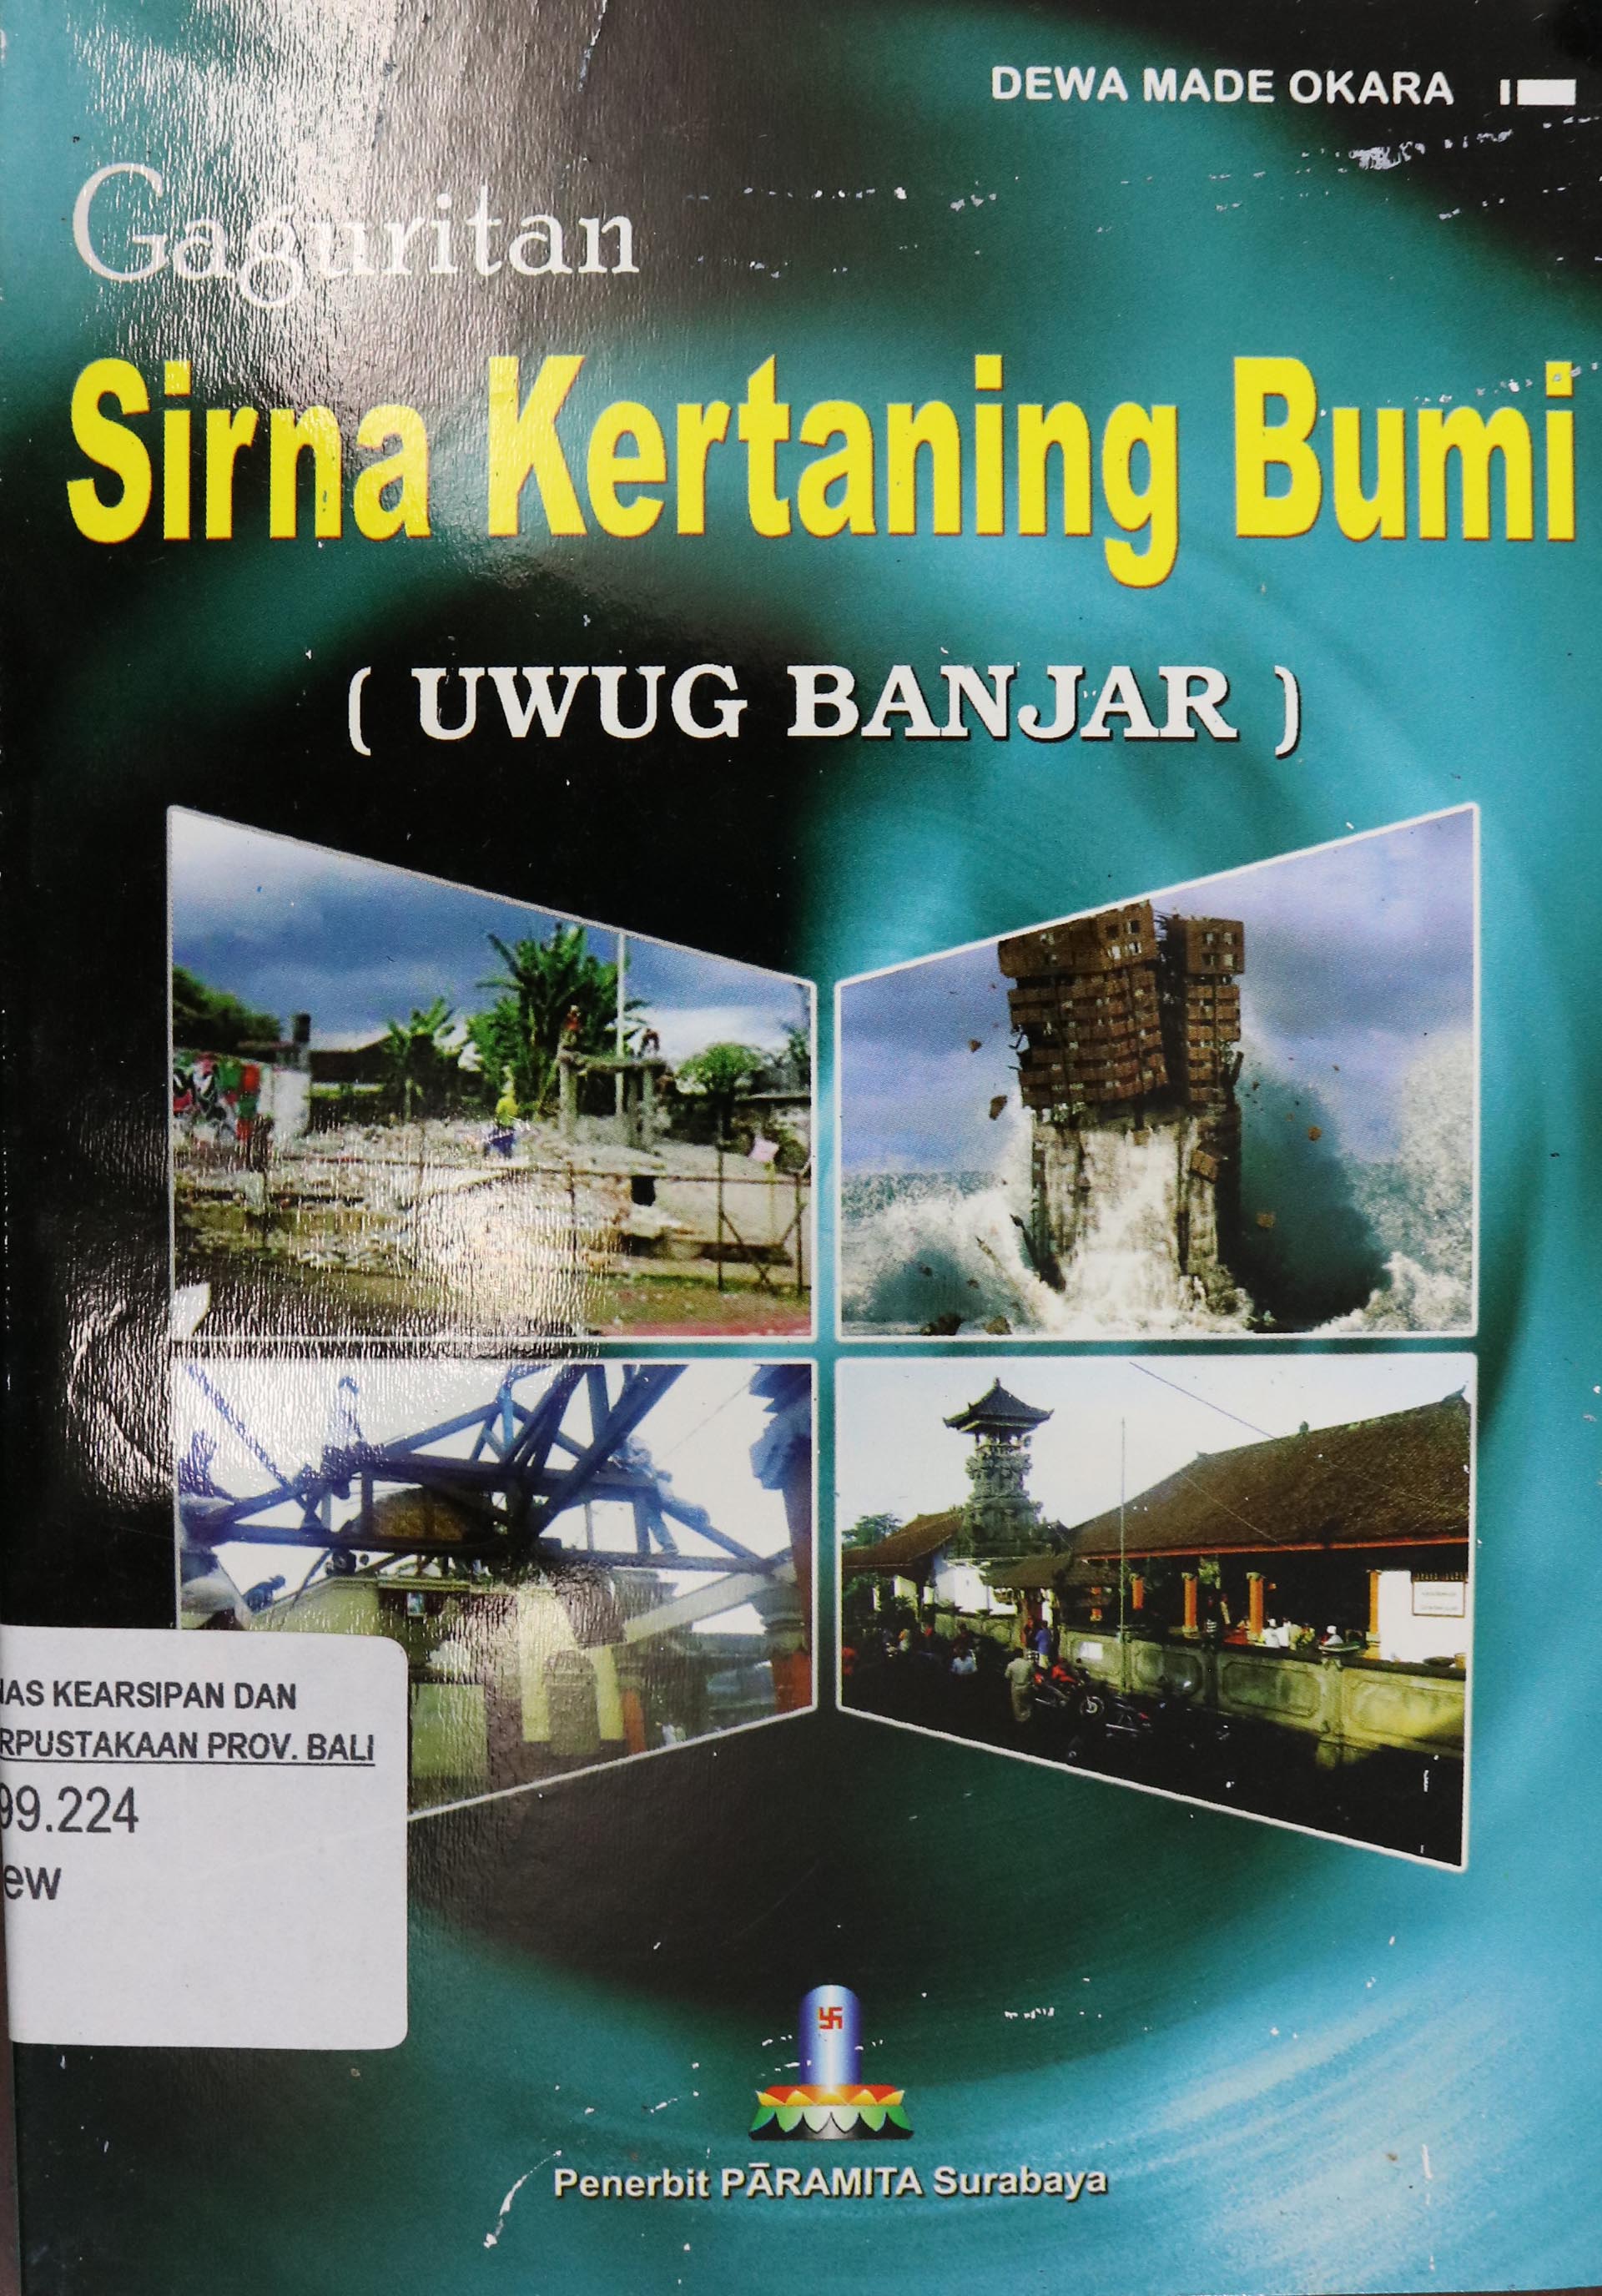 DEWA MADE OKARA
Gaguritan
Sirna Kertaning Bumi
( UWUG BANJAR )
NAS KEARSIPAN DAN
RPUSTAKAAN PROV. BALI
99.224
ew
Penerbit PĀRAMITA Surabaya